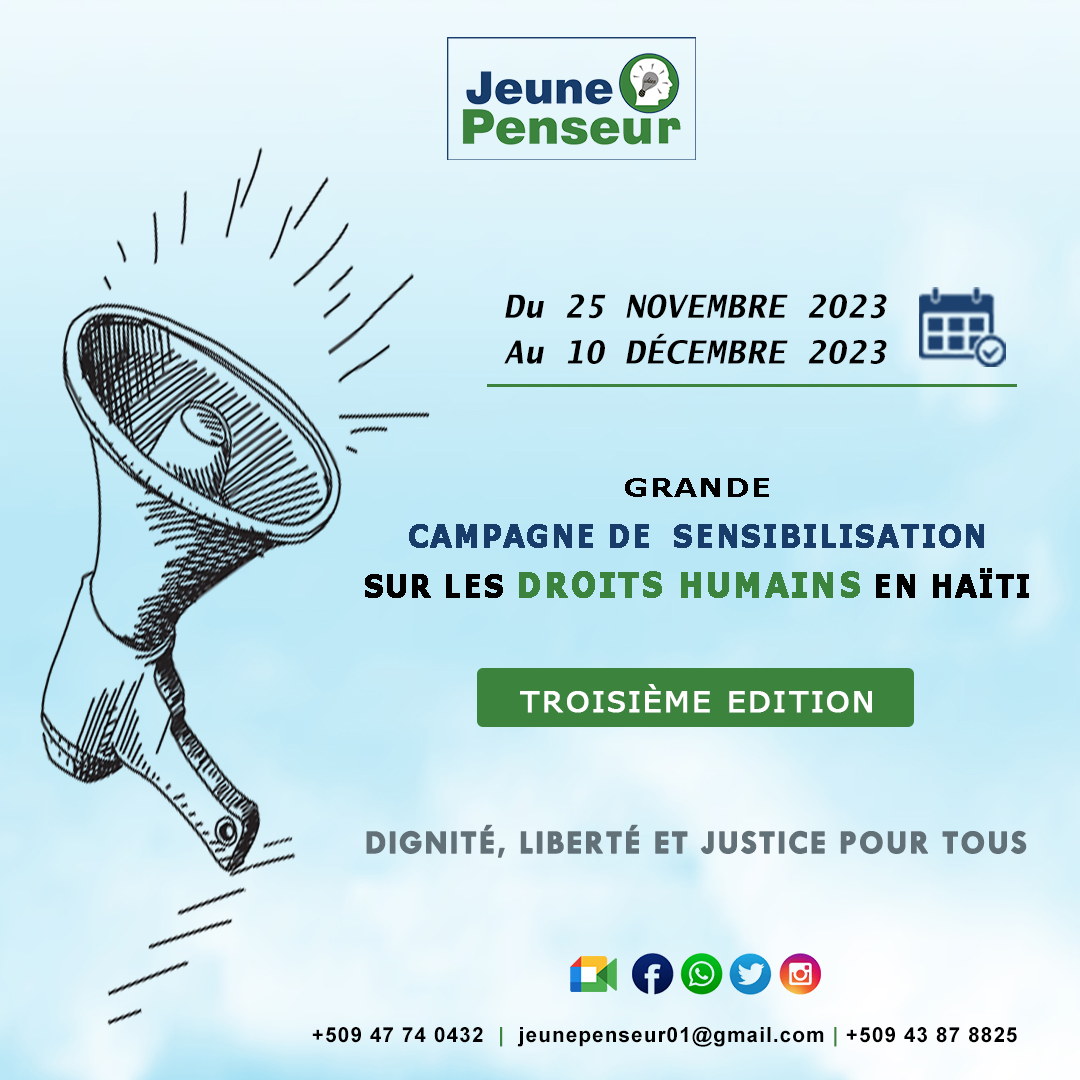 Jeune
Penseur
Du 25 NOVEMBRE 2023
Au 10 DÉCEMBRE 2023
GRANDE
CAMPAGNE DE SENSIBILISATION
SUR LES DROITS HUMAINS EN HAÏTI
TROISIÈME EDITION
DIGNITÉ, LIBERTÉ ET JUSTICE POUR TOUS
+509 47 74 0432 | jeunepenseur01@gmail.com | +509 43 87 8825